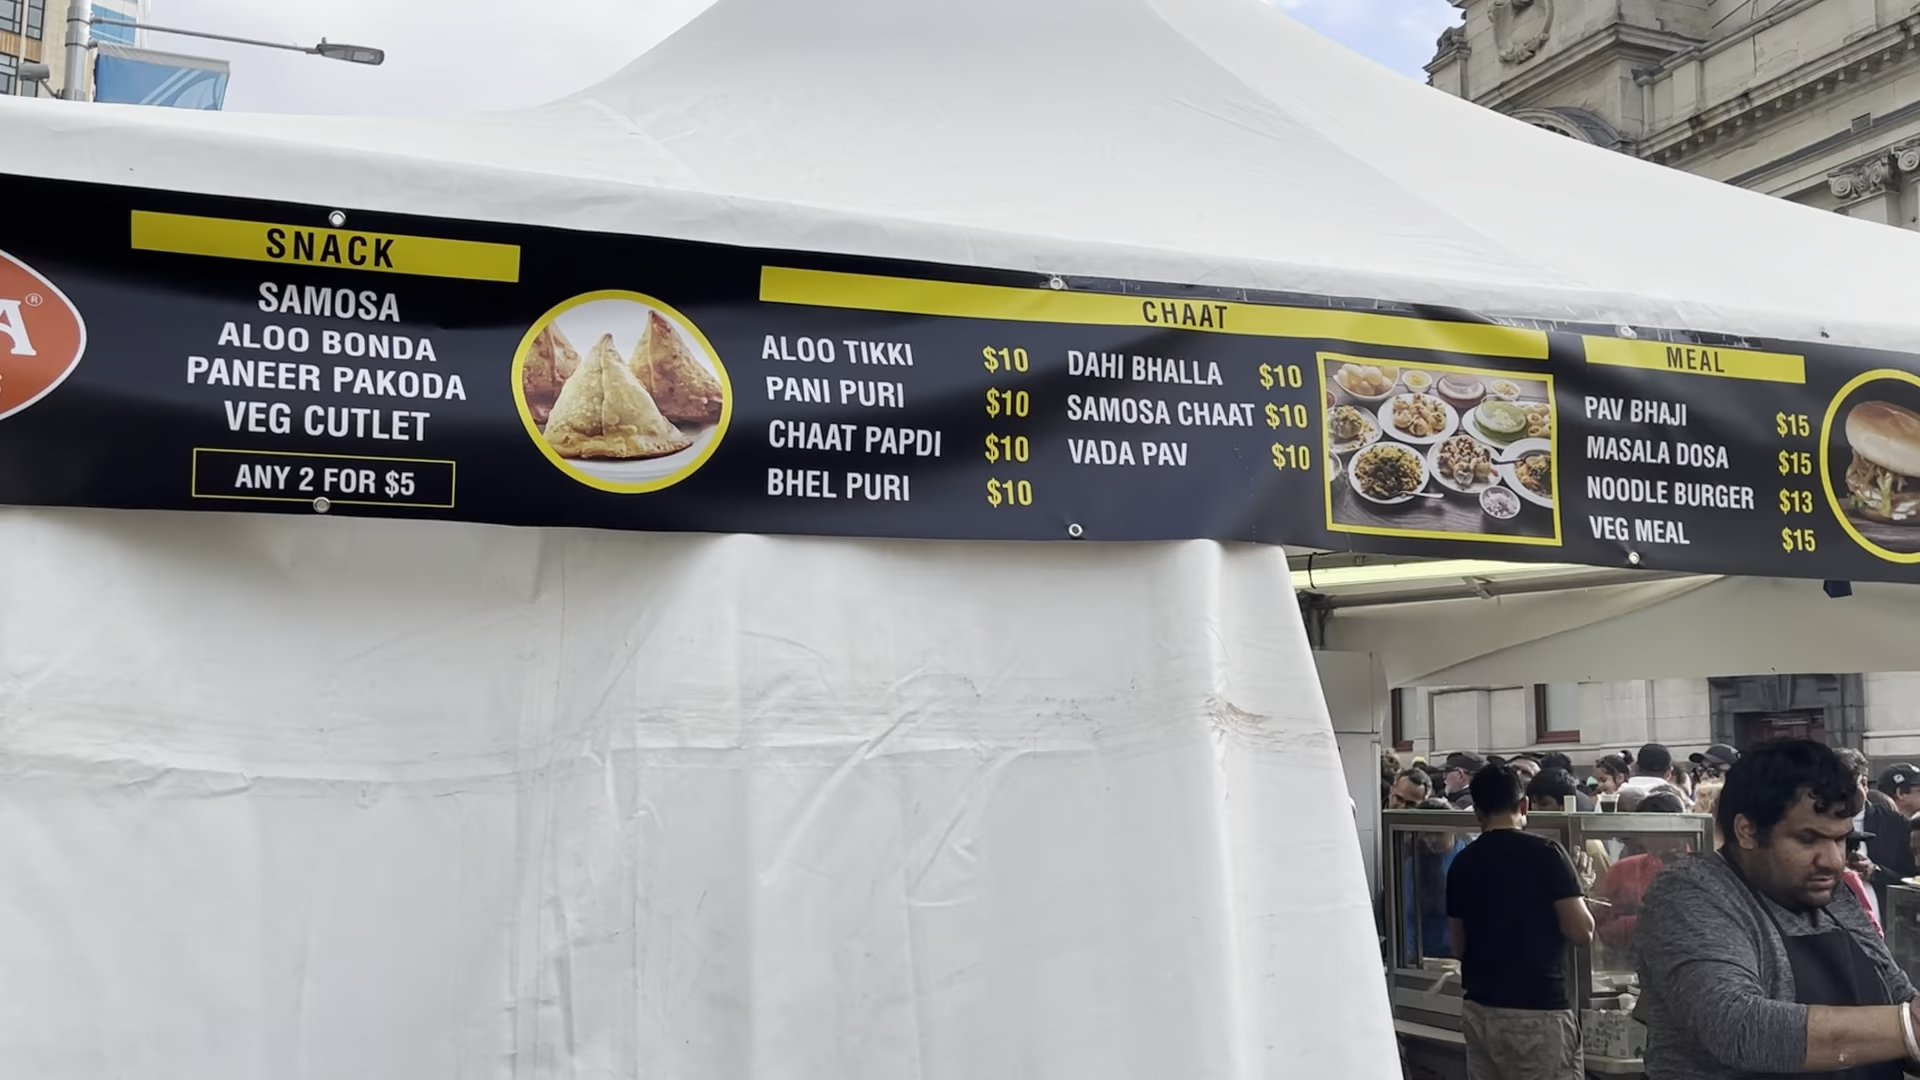 A®
SNACK
SAMOSA
ALOO BONDA
PANEER PAKODA
VEG CUTLET
ANY 2 FOR $5
CHAAT
ALOO TIKKI $10
PANI PURI $10
CHAAT PAPDI $10
BHEL PURI $10
DAHI BHALLA $10
SAMOSA CHAAT $10
VADA PAV $10
MEAL
PAV BHAJI $15
MASALA DOSA $15
NOODLE BURGER $13
VEG MEAL $15